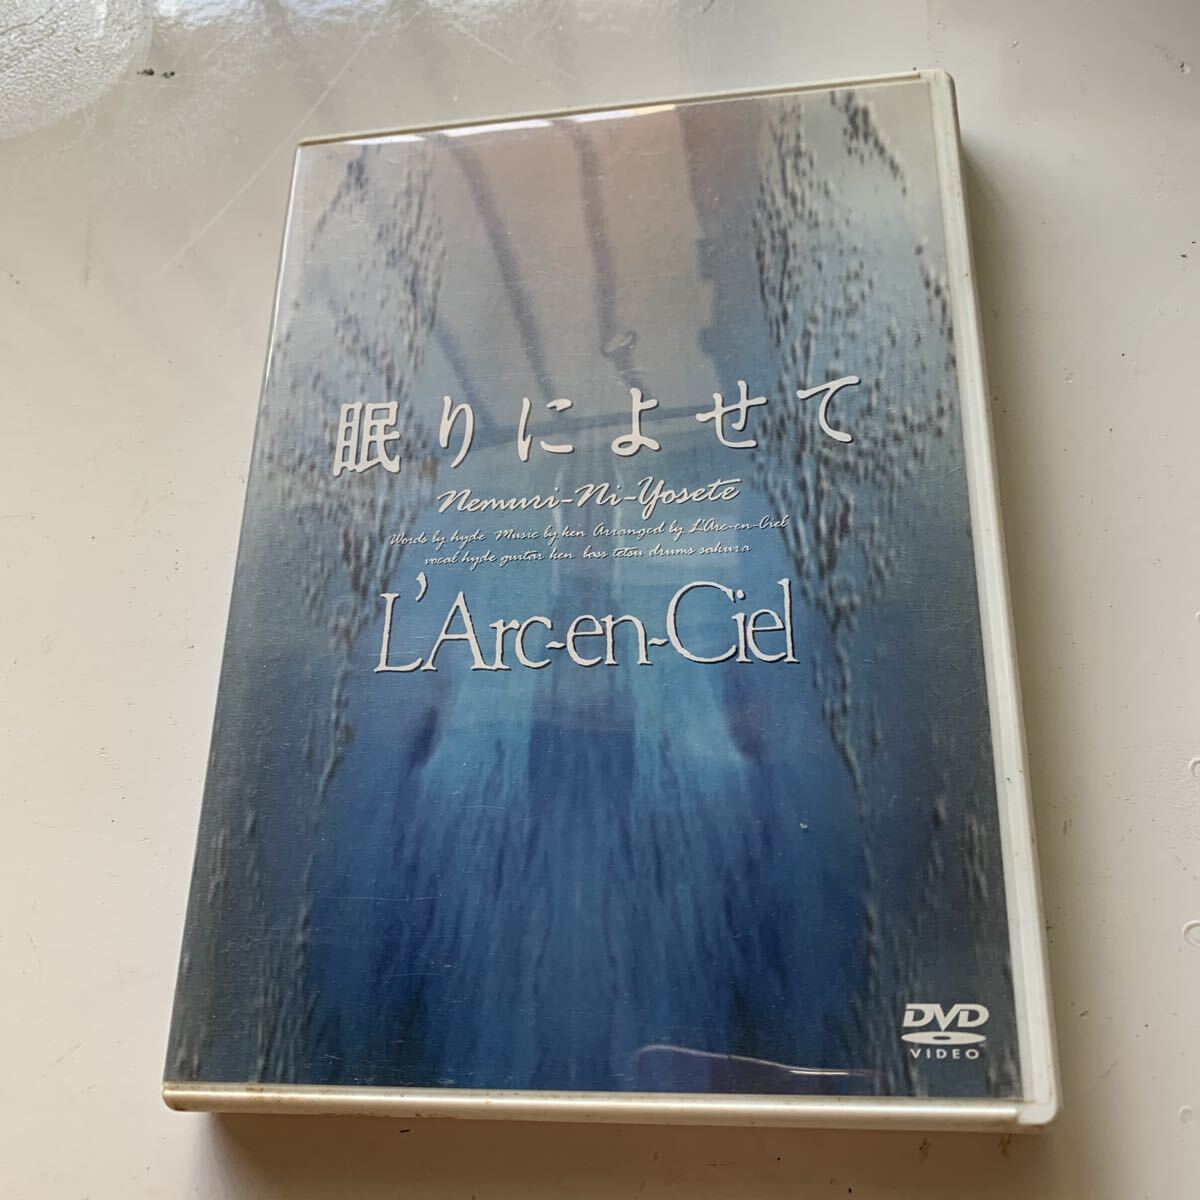 眠りによせて
Nemuri-Ni-Yosete
Words by hyde Music by ken Arranged by L'Arc-en-Ciel
vocal hyde guitar ken bass tetsu drums sakura
L'Arc-en-Ciel
DVD
VIDEO